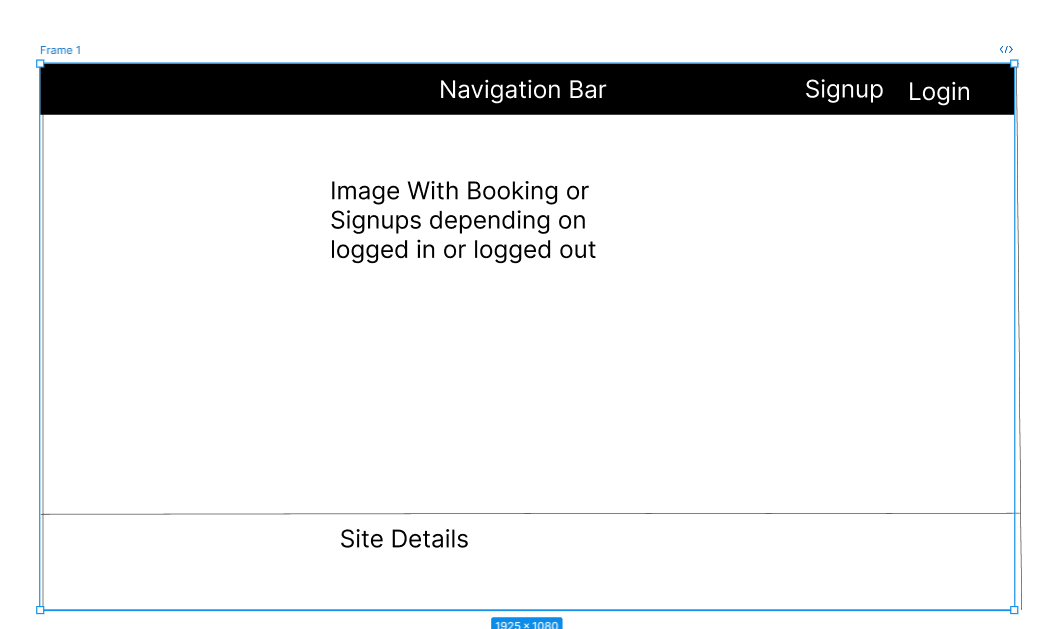 Frame 1
</>
Navigation Bar
Signup
Login
Image With Booking or
Signups depending on
logged in or logged out
Site Details
1925 × 1080